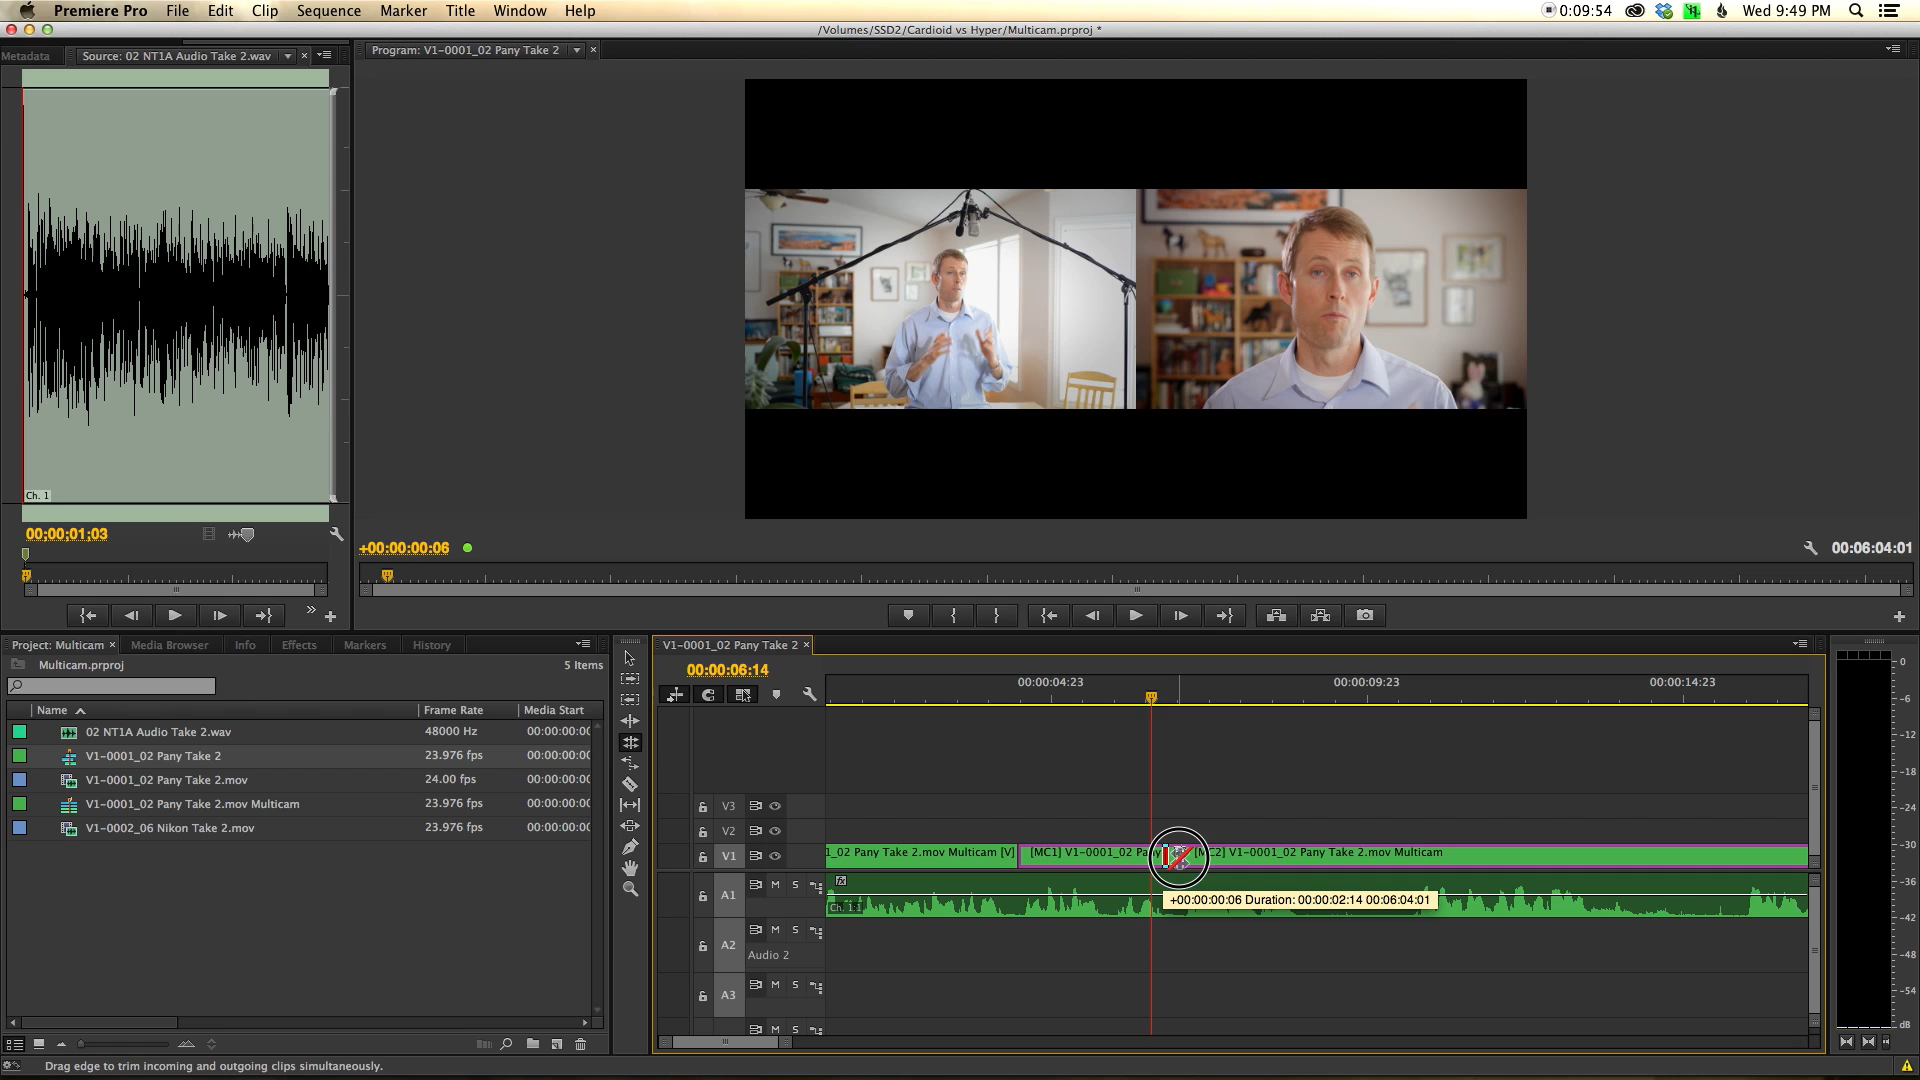 Premiere Pro File Edit Clip Sequence Marker Title Window Help 0:09:54 Wed 9:49 PM
/Volumes/SSD2/Cardioid vs Hyper/Multicam.prproj *
Metadata Source: 02 NT1A Audio Take 2.wav Program: V1-0001_02 Pany Take 2
Ch. 1
00;00;01;03 +00:00:00:06 00:06:04:01
Project: Multicam Media Browser Info Effects Markers History
Multicam.prproj 5 Items
Name Frame Rate Media Start
02 NT1A Audio Take 2.wav 48000 Hz 00:00:00:00
V1-0001_02 Pany Take 2 23.976 fps 00:00:00:00
V1-0001_02 Pany Take 2.mov 24.00 fps 00:00:00:00
V1-0001_02 Pany Take 2.mov Multicam 23.976 fps 00:00:00:00
V1-0002_06 Nikon Take 2.mov 23.976 fps 00:00:00:00
V1-0001_02 Pany Take 2
00:00:06:14
00:00:04:23 00:00:09:23 00:00:14:23
V3
V2
V1 1_02 Pany Take 2.mov Multicam [V] [MC1] V1-0001_02 Pany [MC2] V1-0001_02 Pany Take 2.mov Multicam
A1 M S fx
Ch. 1:1
+00:00:00:06 Duration: 00:00:02:14 00:06:04:01
A2 M S
Audio 2
A3 M S
M S
0
-6
-12
-18
-24
-30
-36
-42
-48
-54
dB
Drag edge to trim incoming and outgoing clips simultaneously.